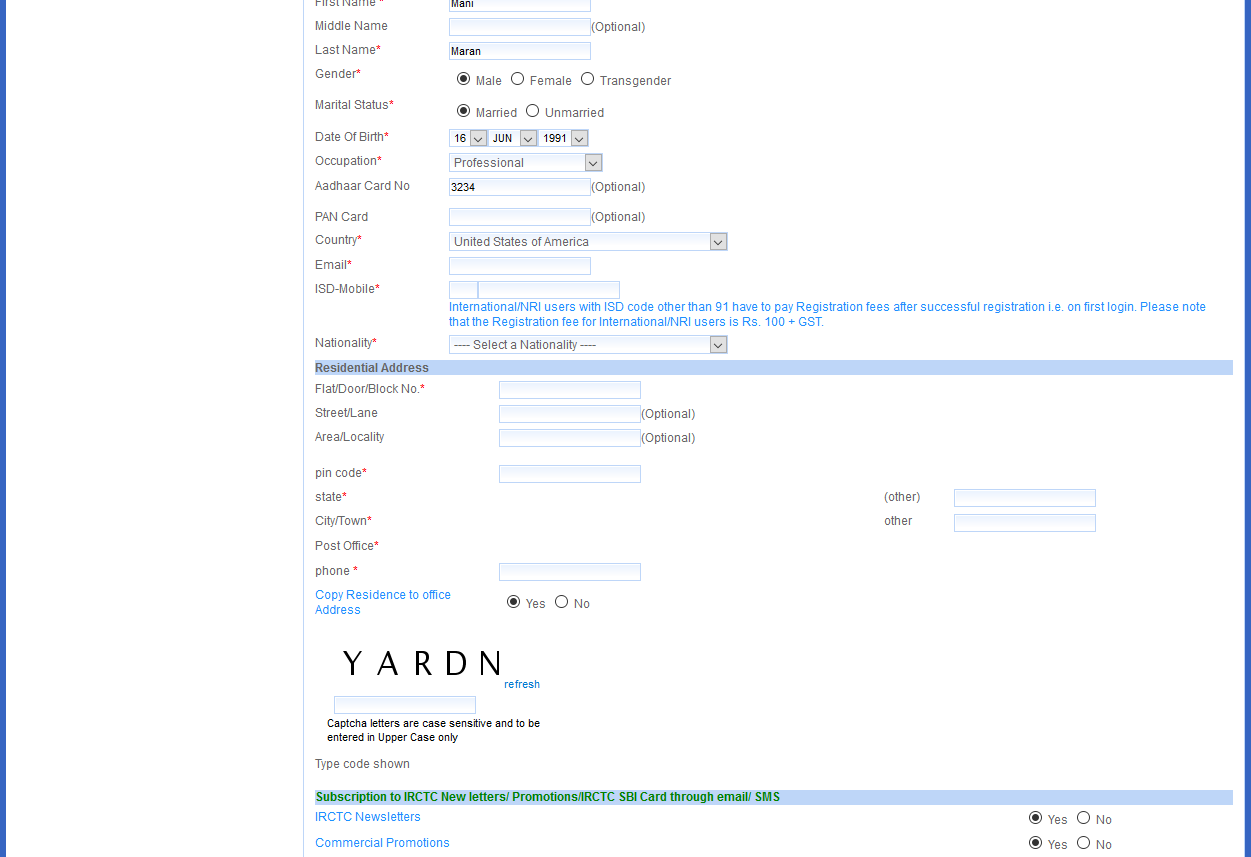 First Name * Mani
Middle Name (Optional)
Last Name* Maran
Gender* Male Female Transgender
Marital Status* Married Unmarried
Date Of Birth* 16 JUN 1991
Occupation* Professional
Aadhaar Card No 3234 (Optional)
PAN Card (Optional)
Country* United States of America
Email*
ISD-Mobile*
International/NRI users with ISD code other than 91 have to pay Registration fees after successful registration i.e. on first login. Please note
that the Registration fee for International/NRI users is Rs. 100 + GST.
Nationality* ---- Select a Nationality ----
Residential Address
Flat/Door/Block No.*
Street/Lane (Optional)
Area/Locality (Optional)
pin code*
state* (other)
City/Town* other
Post Office*
phone *
Copy Residence to office
Address
Yes No
Y A R D N
refresh
Captcha letters are case sensitive and to be
entered in Upper Case only
Type code shown
Subscription to IRCTC New letters/ Promotions/IRCTC SBI Card through email/ SMS
IRCTC Newsletters Yes No
Commercial Promotions Yes No